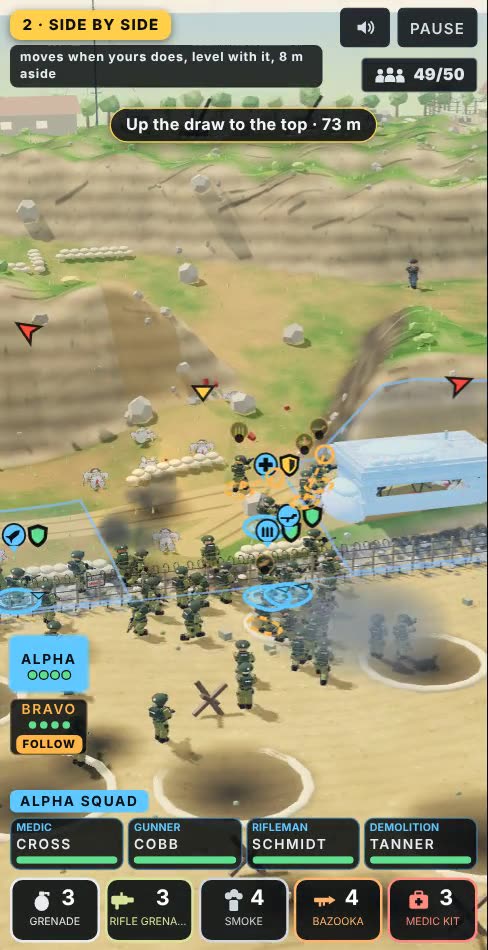 2 · SIDE BY SIDE
PAUSE
moves when yours does, level with it, 8 m
aside
49/50
Up the draw to the top · 73 m
ALPHA
BRAVO
FOLLOW
ALPHA SQUAD
MEDIC
CROSS
GUNNER
COBB
RIFLEMAN
SCHMIDT
DEMOLITION
TANNER
3
GRENADE
3
RIFLE GRENA...
4
SMOKE
4
BAZOOKA
3
MEDIC KIT